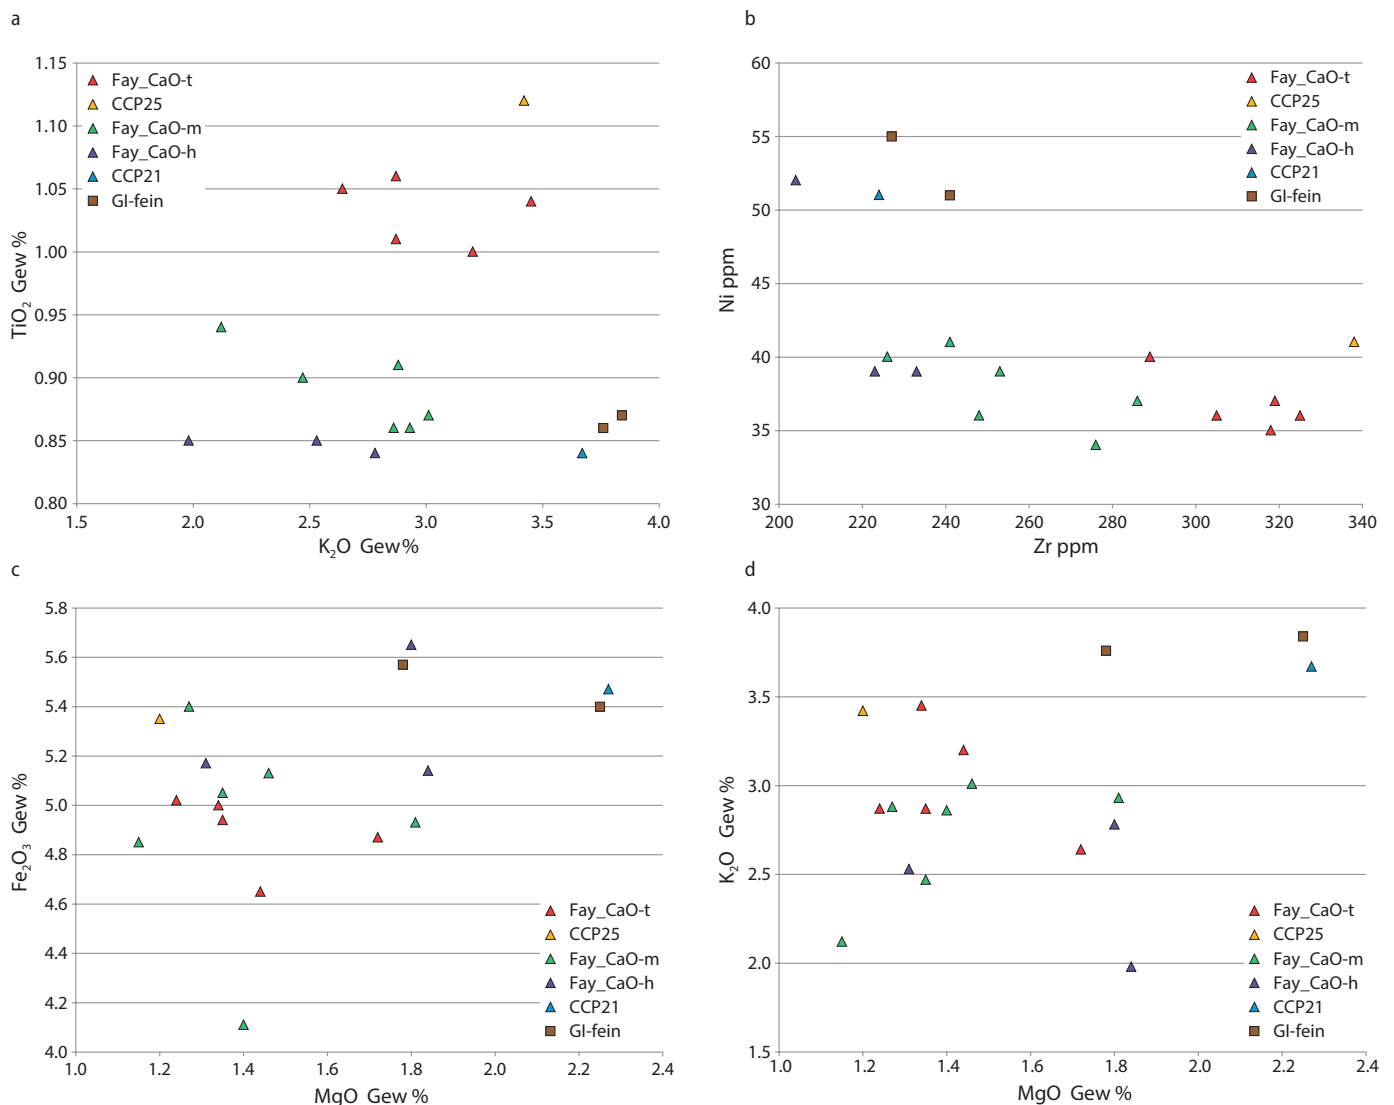 a
1.15
1.10
1.05
1.00
0.95
0.90
0.85
0.80
TiO₂ Gew %
Fay_CaO-t
CCP25
Fay_CaO-m
Fay_CaO-h
CCP21
GI-fein
1.5 2.0 2.5 3.0 3.5 4.0
K₂O Gew %
b
60
55
50
45
40
35
30
Ni ppm
Fay_CaO-t
CCP25
Fay_CaO-m
Fay_CaO-h
CCP21
GI-fein
200 220 240 260 280 300 320 340
Zr ppm
c
5.8
5.6
5.4
5.2
5.0
4.8
4.6
4.4
4.2
4.0
Fe₂O₃ Gew %
Fay_CaO-t
CCP25
Fay_CaO-m
Fay_CaO-h
CCP21
GI-fein
1.0 1.2 1.4 1.6 1.8 2.0 2.2 2.4
MgO Gew %
d
4.0
3.5
3.0
2.5
2.0
1.5
K₂O Gew %
Fay_CaO-t
CCP25
Fay_CaO-m
Fay_CaO-h
CCP21
GI-fein
1.0 1.2 1.4 1.6 1.8 2.0 2.2 2.4
MgO Gew %